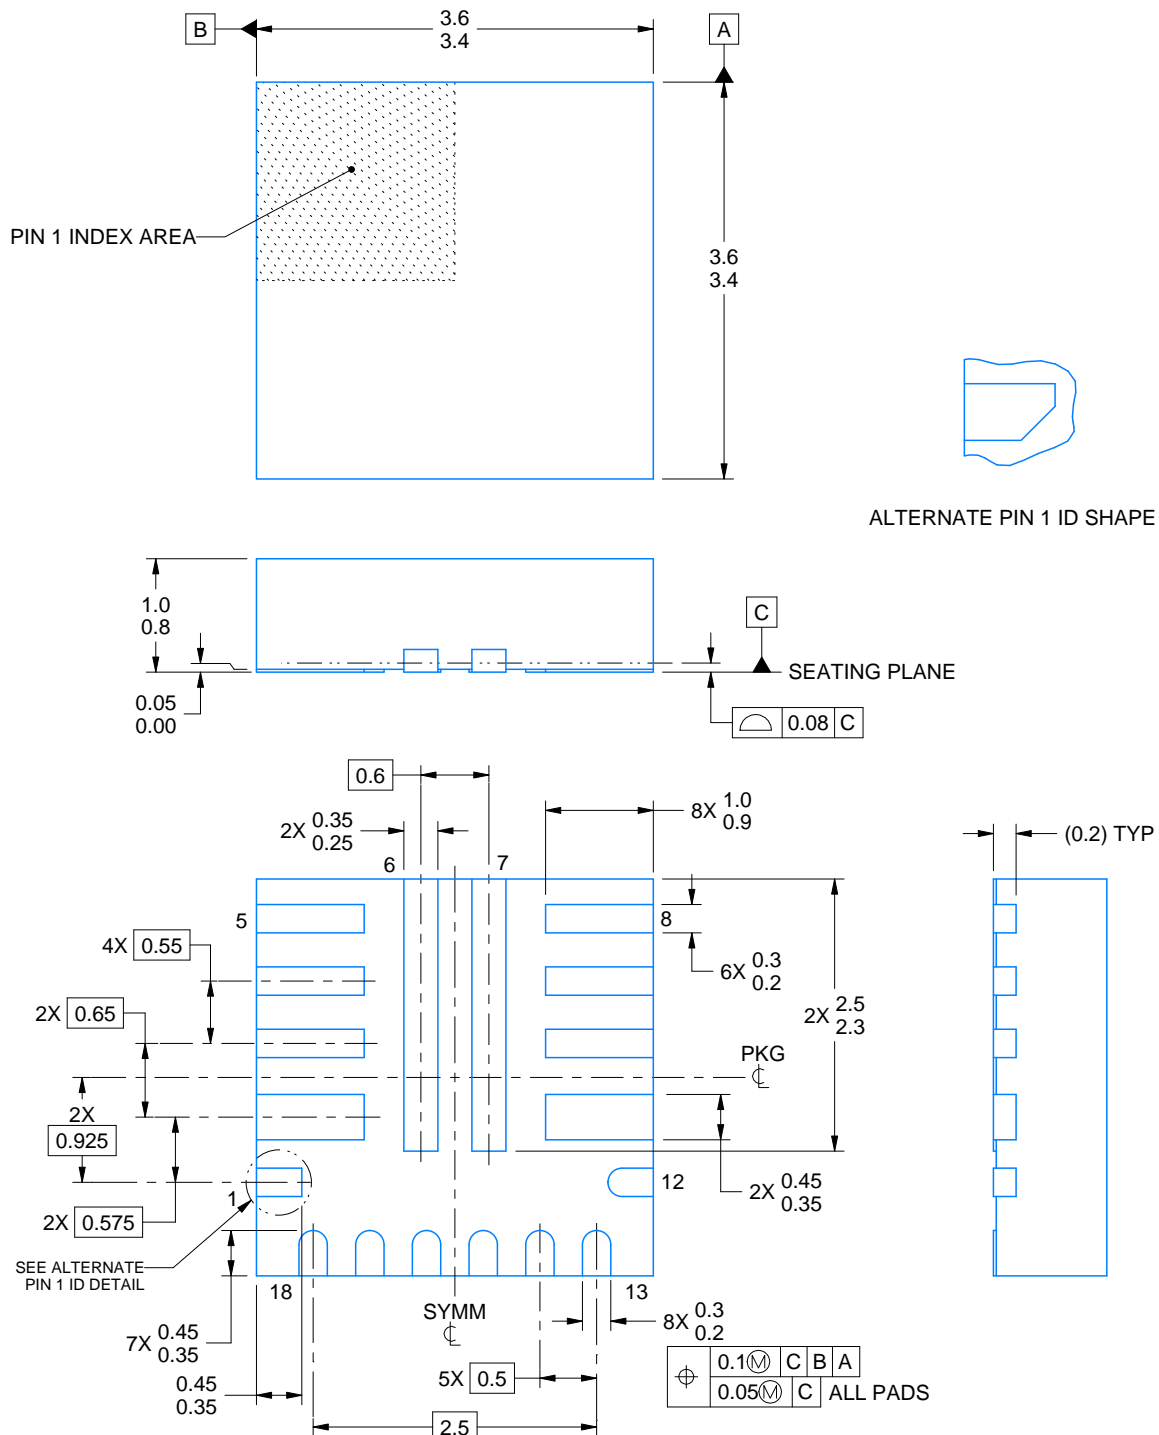 B
3.6
3.4
A
PIN 1 INDEX AREA
3.6
3.4
ALTERNATE PIN 1 ID SHAPE
1.0
0.8
C
SEATING PLANE
0.05
0.00
0.08 C
0.6
2X 0.35
0.25
8X 1.0
0.9
(0.2) TYP
6
7
5
8
4X 0.55
6X 0.3
0.2
2X 0.65
2X 2.5
2.3
PKG
CL
2X
0.925
1
12
2X 0.45
0.35
2X 0.575
SEE ALTERNATE
PIN 1 ID DETAIL
18
13
SYMM
CL
7X 0.45
0.35
8X 0.3
0.2
0.1Ⓜ C B A
0.05Ⓜ C ALL PADS
5X 0.5
0.45
0.35
2.5